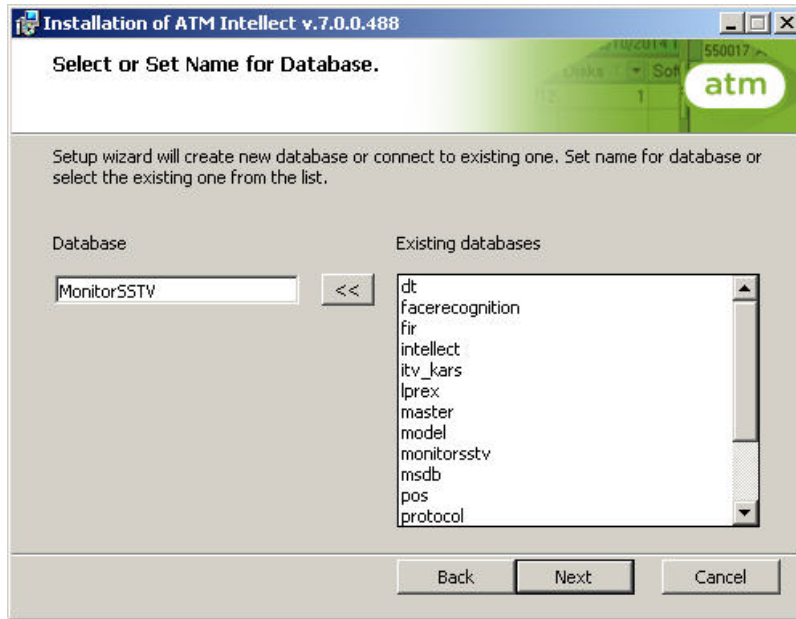 Installation of ATM Intellect v.7.0.0.488
Select or Set Name for Database.
550017
atm
1
Setup wizard will create new database or connect to existing one. Set name for database or
select the existing one from the list.
Database
Existing databases
MonitorSSTV
<<
dt
facerecognition
fir
intellect
itv_kars
lprex
master
model
monitorsstv
msdb
pos
protocol
Back
Next
Cancel